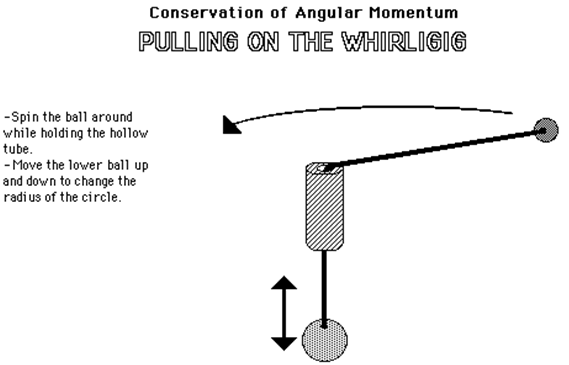 Conservation of Angular Momentum
PULLING ON THE WHIRLIGIG
-Spin the ball around
while holding the hollow
tube.
-Move the lower ball up
and down to change the
radius of the circle.